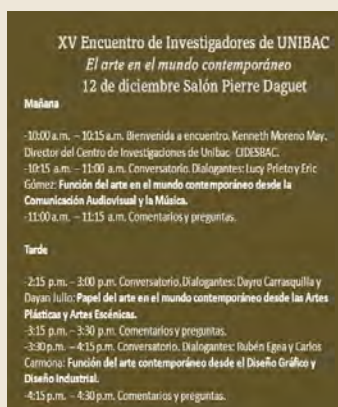 XV Encuentro de Investigadores de UNIBAC
El arte en el mundo contemporáneo
12 de diciembre Salón Pierre Daguet
Mañana
-10:00 a.m. – 10:15 a.m. Bienvenida a encuentro. Kenneth Moreno May.
Director del Centro de Investigaciones de Unibac- CIDESBAC.
-10:15 a.m. – 11:00 a.m. Conversatorio. Dialogantes: Lucy Prieto y Eric
Gómez: Función del arte en el mundo contemporáneo desde la
Comunicación Audiovisual y la Música.
-11:00 a.m. – 11:15 a.m. Comentarios y preguntas.
Tarde
-2:15 p.m. – 3:00 p.m. Conversatorio. Dialogantes: Dayro Carrasquilla y
Dayan Julio: Papel del arte en el mundo contemporáneo desde las Artes
Plásticas y Artes Escénicas.
-3:15 p.m. – 3:30 p.m. Comentarios y preguntas.
-3:30 p.m. – 4:15 p.m. Conversatorio. Dialogantes: Rubén Egea y Carlos
Carmona: Función del arte contemporáneo desde el Diseño Gráfico y
Diseño Industrial.
-4:15 p.m. – 4:30 p.m. Comentarios y preguntas.